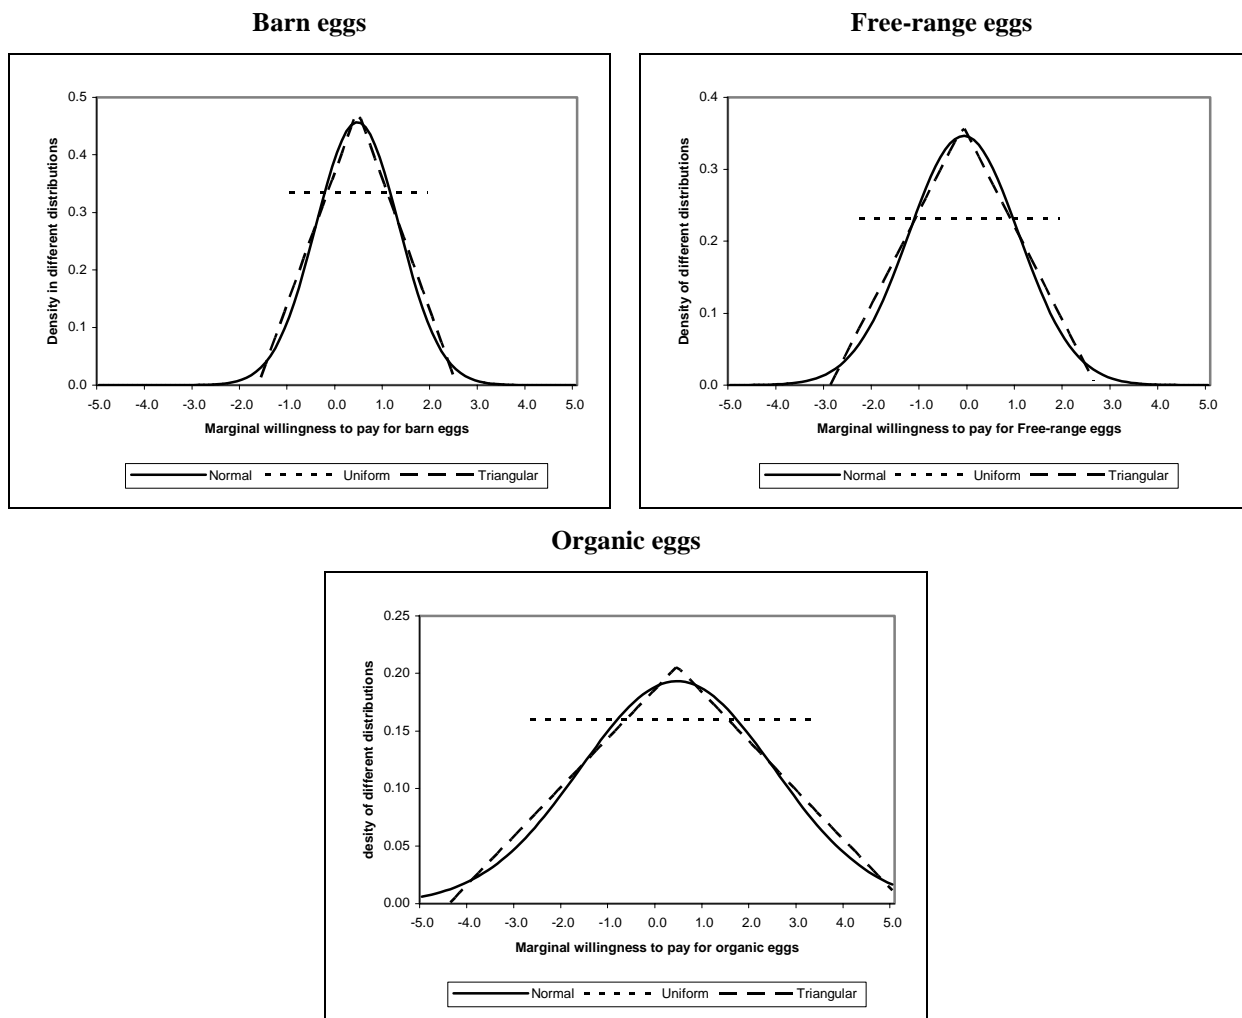 Barn eggs
Free-range eggs
0.5
0.4
0.3
0.2
0.1
0.0
Density in different distributions
-5.0 -4.0 -3.0 -2.0 -1.0 0.0 1.0 2.0 3.0 4.0 5.0
Marginal willingness to pay for barn eggs
Normal Uniform Triangular
0.4
0.3
0.2
0.1
0.0
Density of different distributions
-5.0 -4.0 -3.0 -2.0 -1.0 0.0 1.0 2.0 3.0 4.0 5.0
Marginal willingness to pay for Free-range eggs
Normal Uniform Triangular
Organic eggs
0.25
0.20
0.15
0.10
0.05
0.00
desity of different distributions
-5.0 -4.0 -3.0 -2.0 -1.0 0.0 1.0 2.0 3.0 4.0 5.0
Marginal willingness to pay for organic eggs
Normal Uniform Triangular